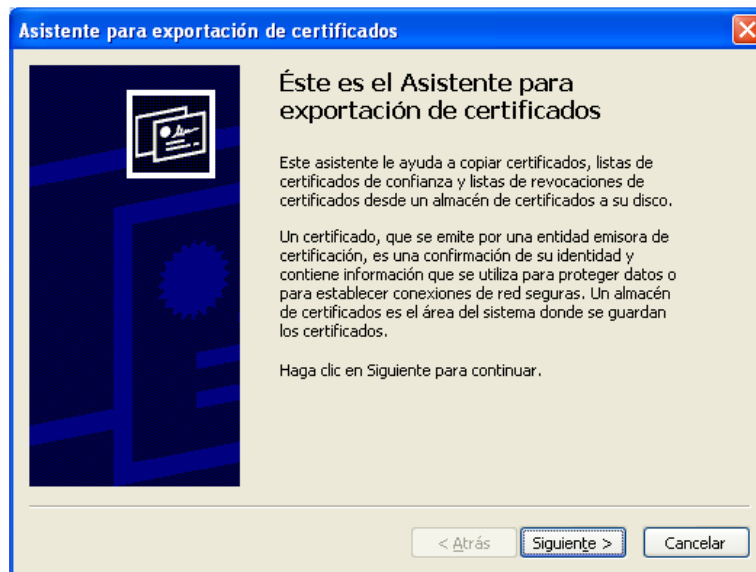 Asistente para exportación de certificados
Éste es el Asistente para
exportación de certificados
Este asistente le ayuda a copiar certificados, listas de
certificados de confianza y listas de revocaciones de
certificados desde un almacén de certificados a su disco.
Un certificado, que se emite por una entidad emisora de
certificación, es una confirmación de su identidad y
contiene información que se utiliza para proteger datos o
para establecer conexiones de red seguras. Un almacén
de certificados es el área del sistema donde se guardan
los certificados.
Haga clic en Siguiente para continuar.
< Atrás Siguiente > Cancelar